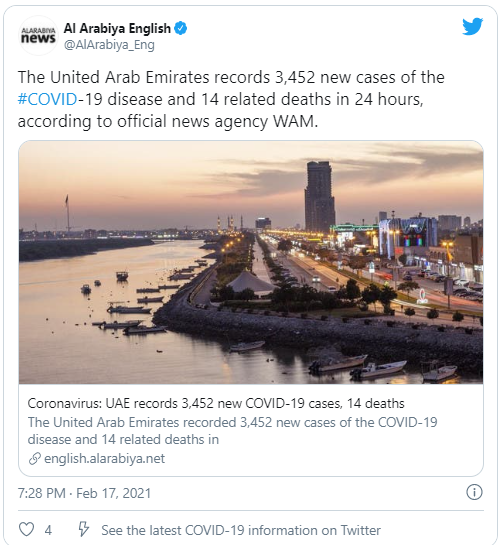 ALARABIYA
news
Al Arabiya English
@AlArabiya_Eng
The United Arab Emirates records 3,452 new cases of the
#COVID-19 disease and 14 related deaths in 24 hours,
according to official news agency WAM.
Coronavirus: UAE records 3,452 new COVID-19 cases, 14 deaths
The United Arab Emirates recorded 3,452 new cases of the COVID-19
disease and 14 related deaths in
english.alarabiya.net
7:28 PM · Feb 17, 2021
4 See the latest COVID-19 information on Twitter